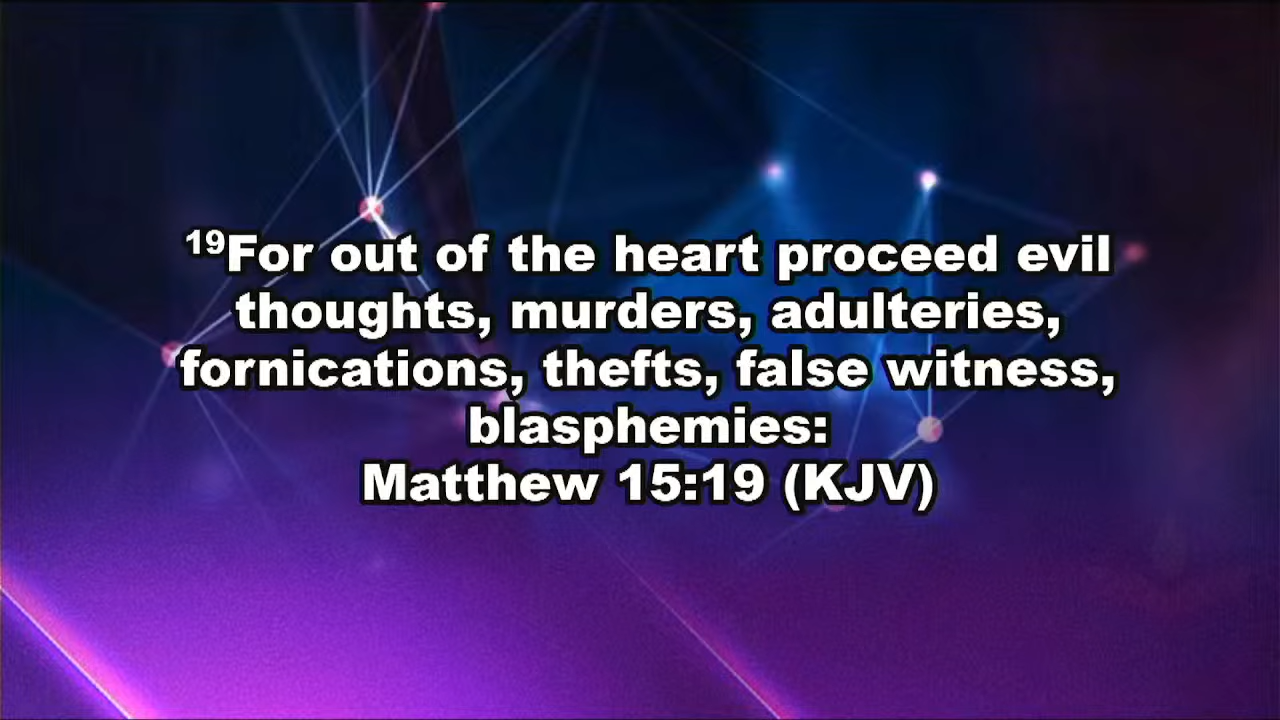 ¹⁹For out of the heart proceed evil
thoughts, murders, adulteries,
fornications, thefts, false witness,
blasphemies:
Matthew 15:19 (KJV)